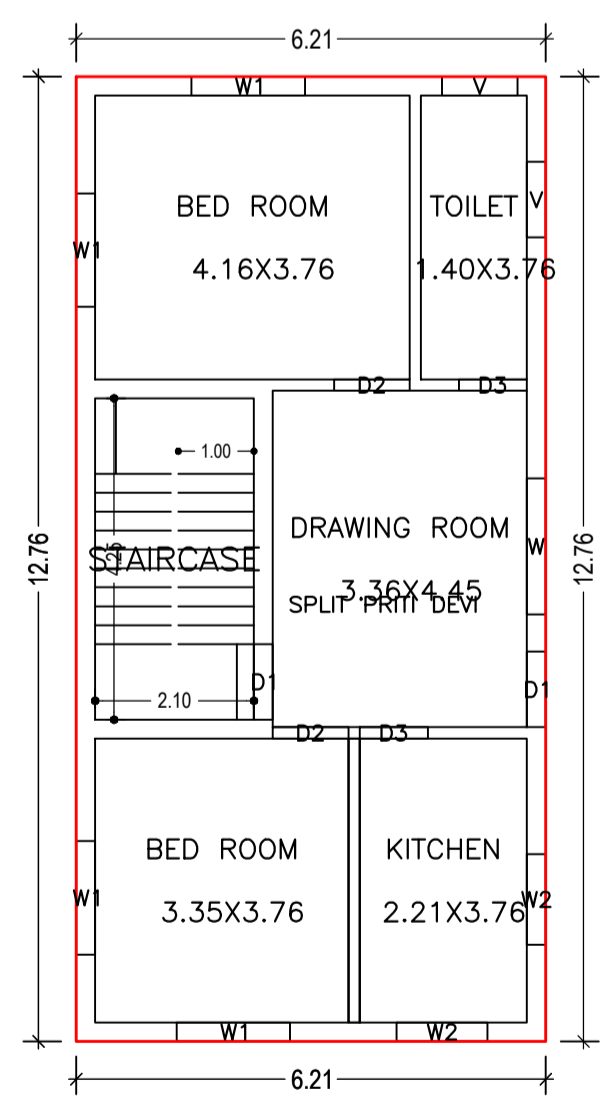 6.21
W1
V
BED ROOM
TOILET
V
W1
4.16X3.76
1.40X3.76
D2
D3
1.00
DRAWING ROOM
12.76
STAIRCASE
4.25
W
12.76
3.36X4.45
SPLIT PRITI DEVI
D1
D1
2.10
D2
D3
BED ROOM
KITCHEN
W1
3.35X3.76
2.21X3.76
W2
W1
W2
6.21